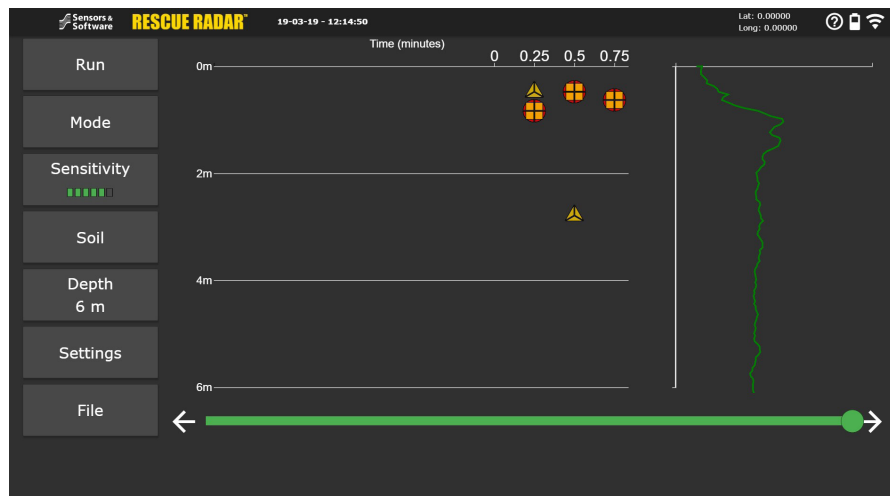 Sensors & Software
RESCUE RADAR™
19-03-19 - 12:14:50
Lat: 0.00000
Long: 0.00000
Run
Mode
Sensitivity
Soil
Depth
6 m
Settings
File
Time (minutes)
0 0.25 0.5 0.75
0m
2m
4m
6m